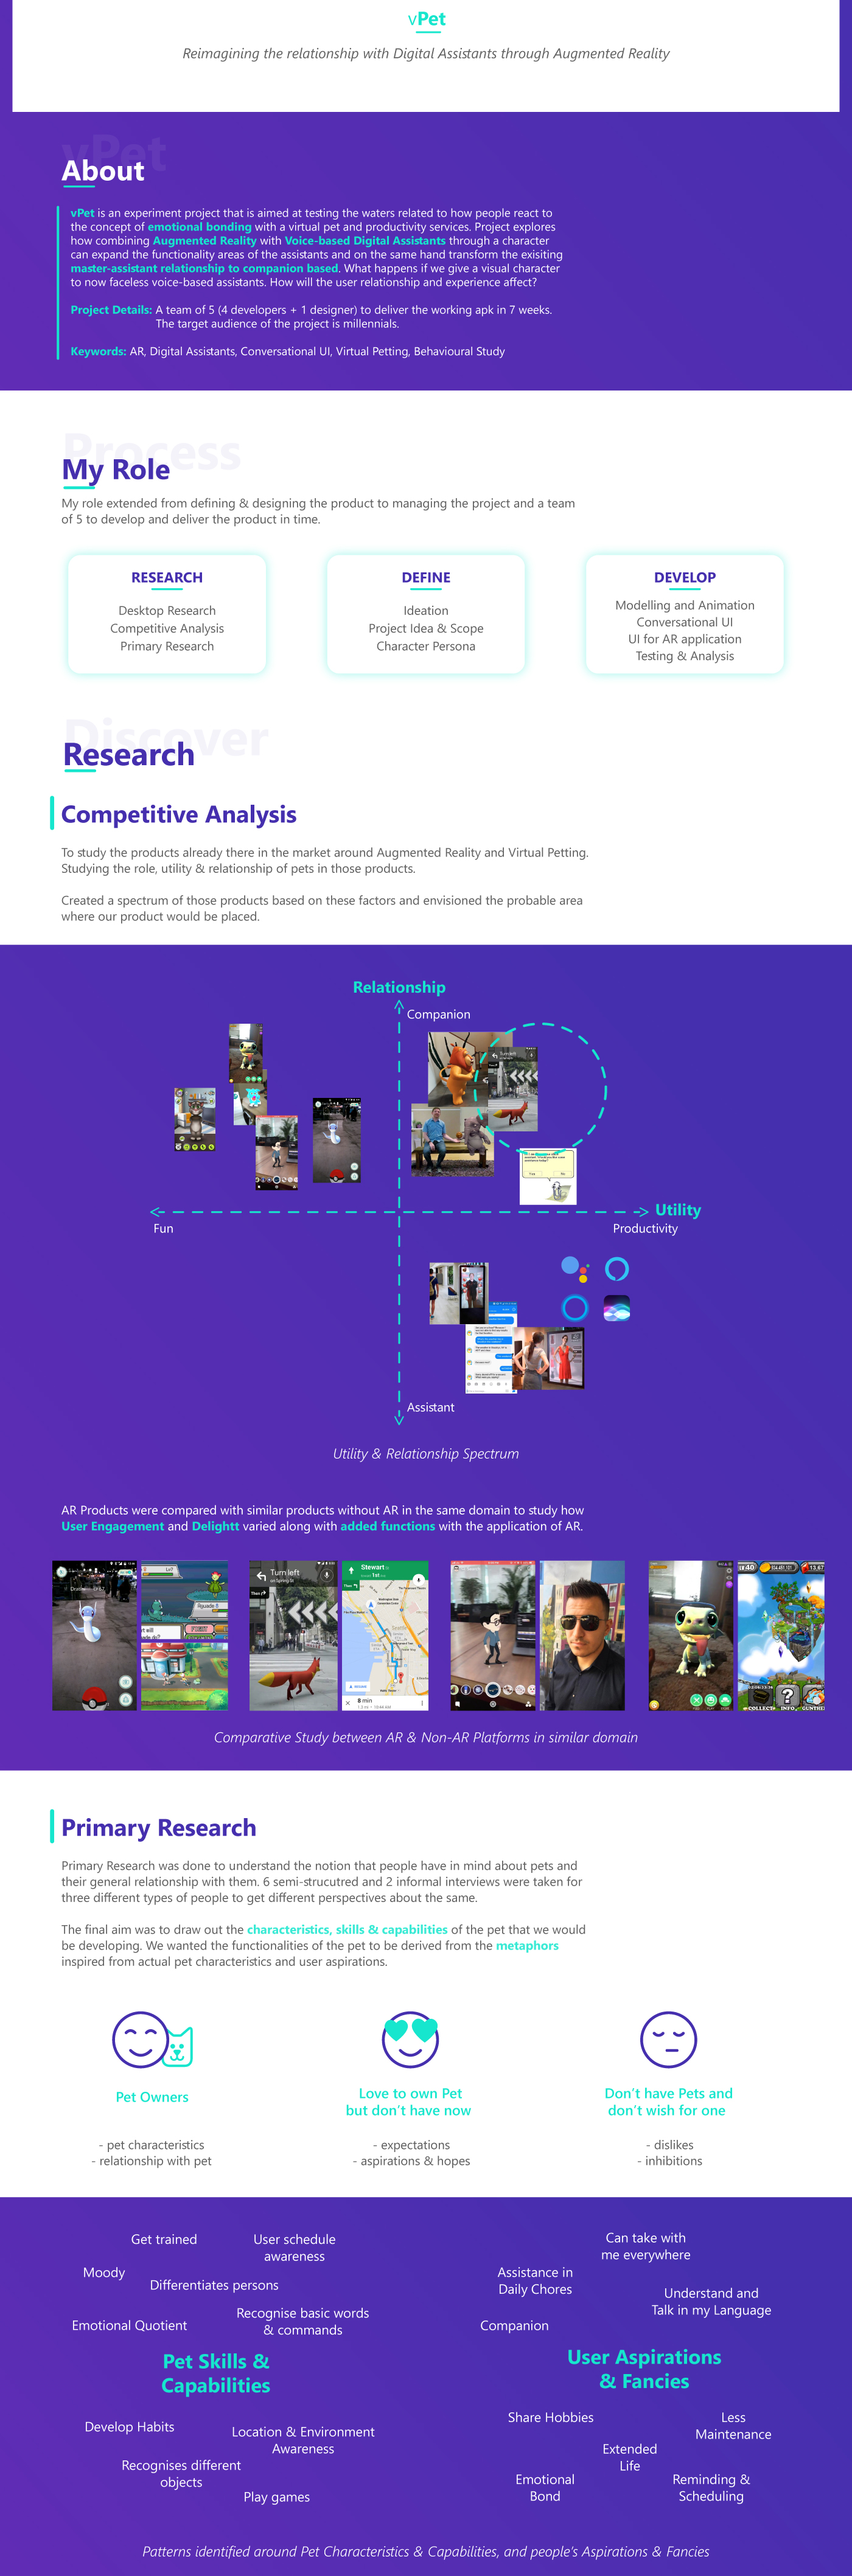 vPet
Reimagining the relationship with Digital Assistants through Augmented Reality
vPet
About
vPet is an experiment project that is aimed at testing the waters related to how people react to
the concept of emotional bonding with a virtual pet and productivity services. Project explores
how combining Augmented Reality with Voice-based Digital Assistants through a character
can expand the functionality areas of the assistants and on the same hand transform the exisiting
master-assistant relationship to companion based. What happens if we give a visual character
to now faceless voice-based assistants. How will the user relationship and experience affect?
Project Details: A team of 5 (4 developers + 1 designer) to deliver the working apk in 7 weeks.
The target audience of the project is millennials.
Keywords: AR, Digital Assistants, Conversational UI, Virtual Petting, Behavioural Study
Process
My Role
My role extended from defining & designing the product to managing the project and a team
of 5 to develop and deliver the product in time.
RESEARCH
Desktop Research
Competitive Analysis
Primary Research
DEFINE
Ideation
Project Idea & Scope
Character Persona
DEVELOP
Modelling and Animation
Conversational UI
UI for AR application
Testing & Analysis
Discover
Research
Competitive Analysis
To study the products already there in the market around Augmented Reality and Virtual Petting.
Studying the role, utility & relationship of pets in those products.
Created a spectrum of those products based on these factors and envisioned the probable area
where our product would be placed.
Relationship
Companion
Utility
Fun
Productivity
Assistant
Utility & Relationship Spectrum
AR Products were compared with similar products without AR in the same domain to study how
User Engagement and Delightt varied along with added functions with the application of AR.
Turn left
Then
Stewart
1st
Then
Seattle
8 min
FIGHT
40
COLLECT
INFO
Comparative Study between AR & Non-AR Platforms in similar domain
Primary Research
Primary Research was done to understand the notion that people have in mind about pets and
their general relationship with them. 6 semi-strucutred and 2 informal interviews were taken for
three different types of people to get different perspectives about the same.
The final aim was to draw out the characteristics, skills & capabilities of the pet that we would
be developing. We wanted the functionalities of the pet to be derived from the metaphors
inspired from actual pet characteristics and user aspirations.
Pet Owners
- pet characteristics
- relationship with pet
Love to own Pet
but don't have now
- expectations
- aspirations & hopes
Don't have Pets and
don't wish for one
- dislikes
- inhibitions
Get trained
User schedule
awareness
Moody
Differentiates persons
Emotional Quotient
Recognise basic words
& commands
Pet Skills &
Capabilities
Develop Habits
Location & Environment
Awareness
Recognises different
objects
Play games
Can take with
me everywhere
Assistance in
Daily Chores
Understand and
Talk in my Language
Companion
User Aspirations
& Fancies
Share Hobbies
Less
Maintenance
Extended
Life
Emotional
Bond
Reminding &
Scheduling
Patterns identified around Pet Characteristics & Capabilities, and people's Aspirations & Fancies